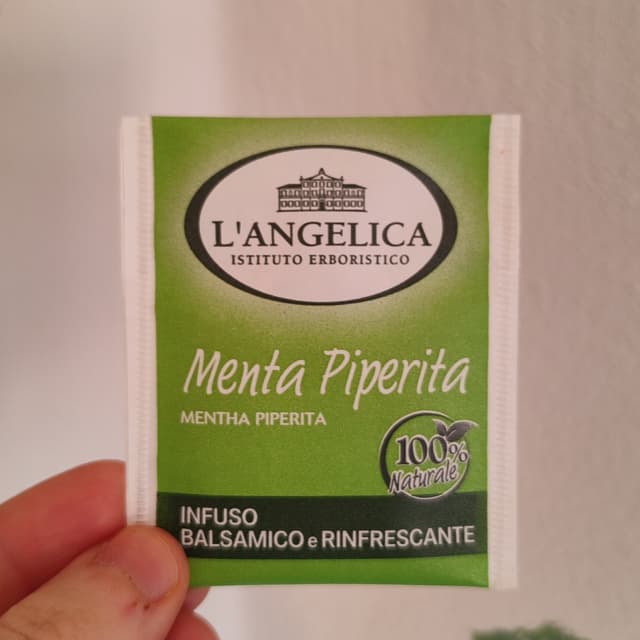 L'ANGELICA
ISTITUTO ERBORISTICO
Menta Piperita
MENTHA PIPERITA
100%
Naturale
INFUSO
BALSAMICO e RINFRESCANTE